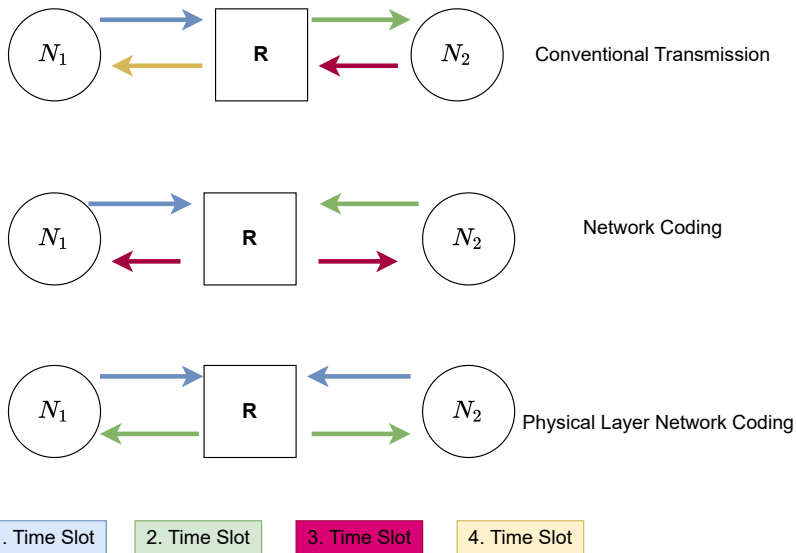 N₁ R N₂ Conventional Transmission
N₁ R N₂ Network Coding
N₁ R N₂ Physical Layer Network Coding
. Time Slot 2. Time Slot 3. Time Slot 4. Time Slot